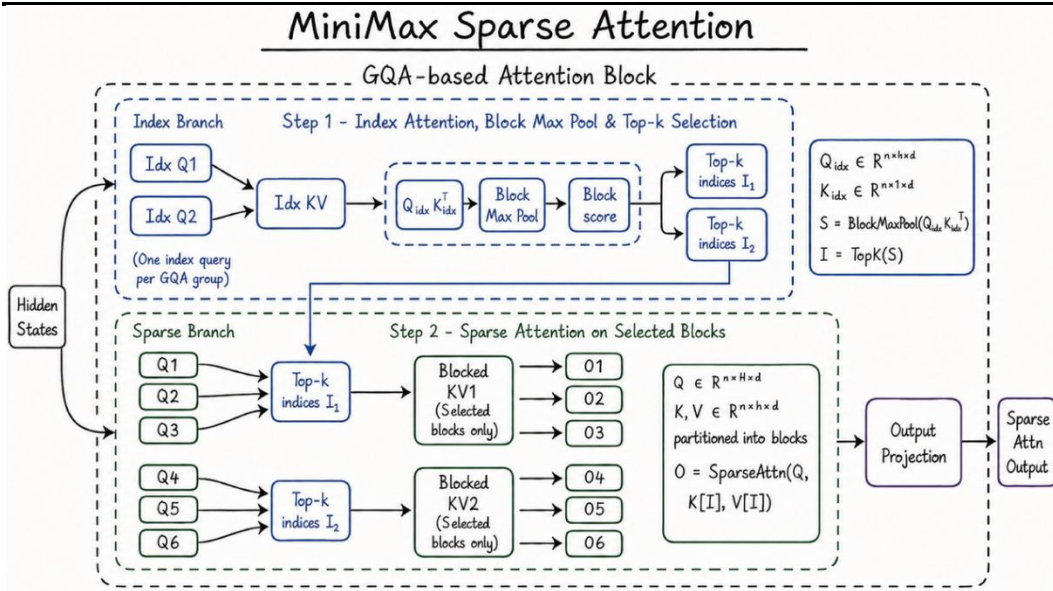 MiniMax Sparse Attention
GQA-based Attention Block
Index Branch
Step 1 - Index Attention, Block Max Pool & Top-k Selection
Idx Q1
Idx Q2
(One index query
per GQA group)
Idx KV
Q_idx K_idx^T
Block
Max Pool
Block
score
Top-k
indices I₁
Top-k
indices I₂
Q_idx ∈ R^n×h×d
K_idx ∈ R^n×1×d
S = BlockMaxPool(Q_idx K_idx^T)
I = TopK(S)
Hidden
States
Sparse Branch
Step 2 - Sparse Attention on Selected Blocks
Q1
Q2
Q3
Top-k
indices I₁
Blocked
KV1
(Selected
blocks only)
O1
O2
O3
Q4
Q5
Q6
Top-k
indices I₂
Blocked
KV2
(Selected
blocks only)
O4
O5
O6
Q ∈ R^n×H×d
K, V ∈ R^n×h×d
partitioned into blocks
O = SparseAttn(Q,
K[I], V[I])
Output
Projection
Sparse
Attn
Output